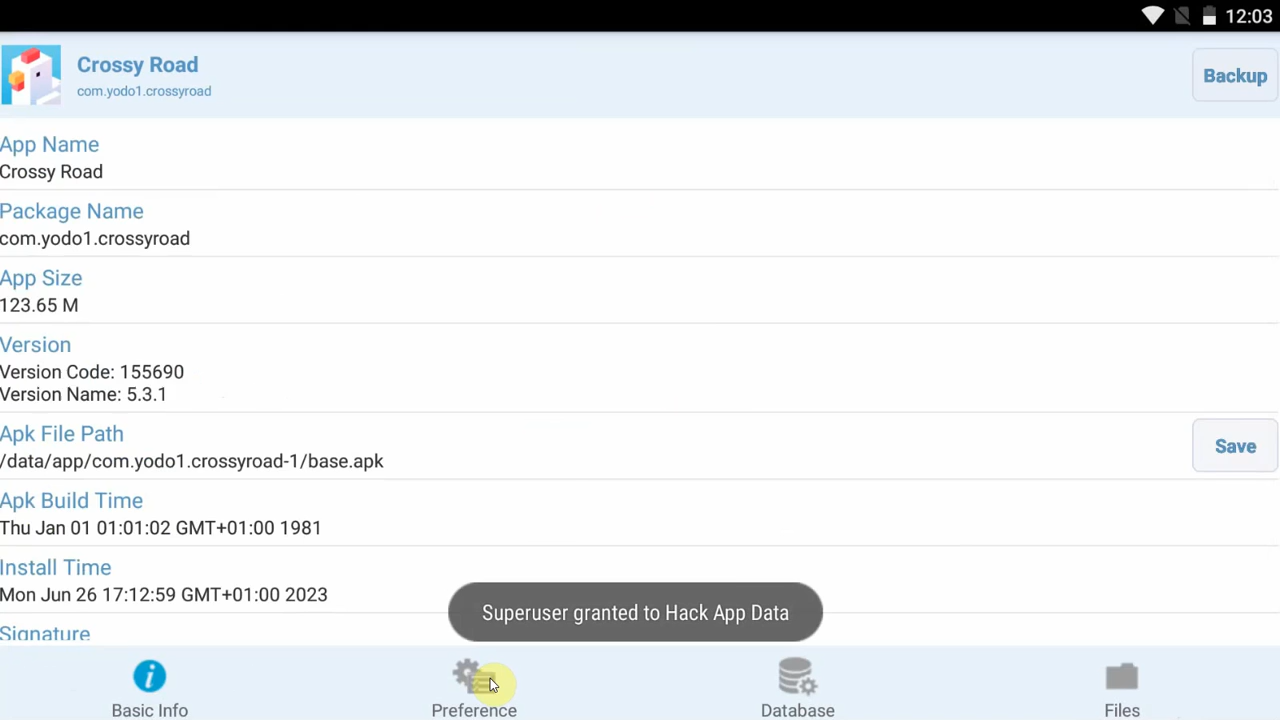 12:03
Crossy Road
com.yodo1.crossyroad
Backup
App Name
Crossy Road
Package Name
com.yodo1.crossyroad
App Size
123.65 M
Version
Version Code: 155690
Version Name: 5.3.1
Apk File Path
/data/app/com.yodo1.crossyroad-1/base.apk
Save
Apk Build Time
Thu Jan 01 01:01:02 GMT+01:00 1981
Install Time
Mon Jun 26 17:12:59 GMT+01:00 2023
Superuser granted to Hack App Data
Signature
Basic Info
Preference
Database
Files